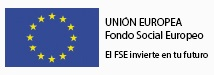 UNIÓN EUROPEA
Fondo Social Europeo
El FSE invierte en tu futuro